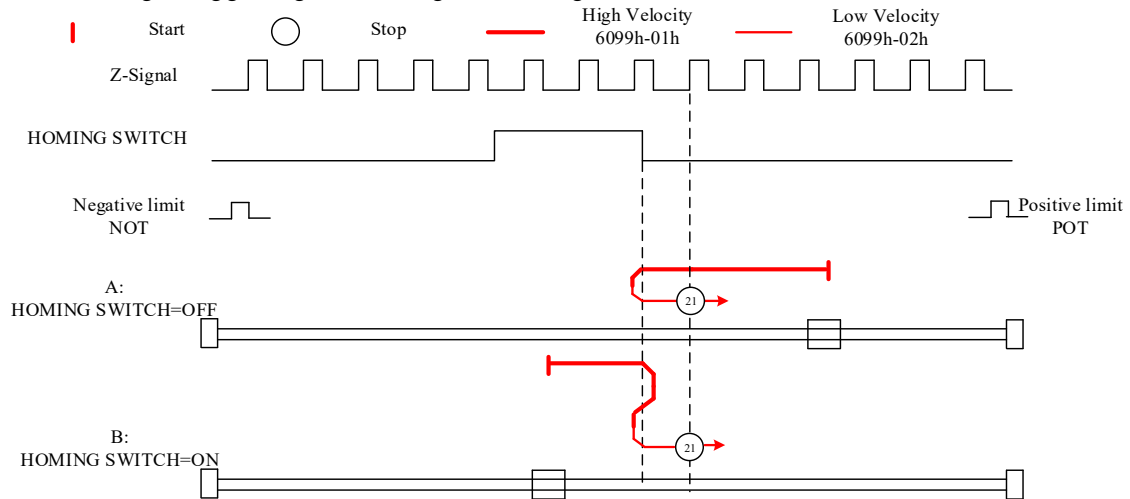 Start
Stop
High Velocity
6099h-01h
Low Velocity
6099h-02h
Z-Signal
HOMING SWITCH
Negative limit
NOT
Positive limit
POT
A:
HOMING SWITCH=OFF
21
B:
HOMING SWITCH=ON
21